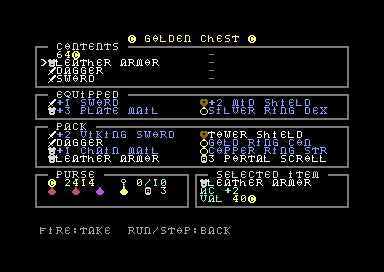 © GOLDEN CHEST ©
CONTENTS
64© -
>LEATHER ARMOR -
DAGGER -
SWORD -
EQUIPPED
+1 SWORD +2 MID SHIELD
+3 PLATE MAIL SILVER RING DEX
PACK
+2 VIKING SWORD TOWER SHIELD
DAGGER GOLD RING CON
+1 CHAIN MAIL COPPER RING STR
LEATHER ARMOR 3 PORTAL SCROLL
PURSE SELECTED ITEM
© 2414 0/10 LEATHER ARMOR
3 AC +2
VAL 40©
FIRE:TAKE RUN/STOP:BACK